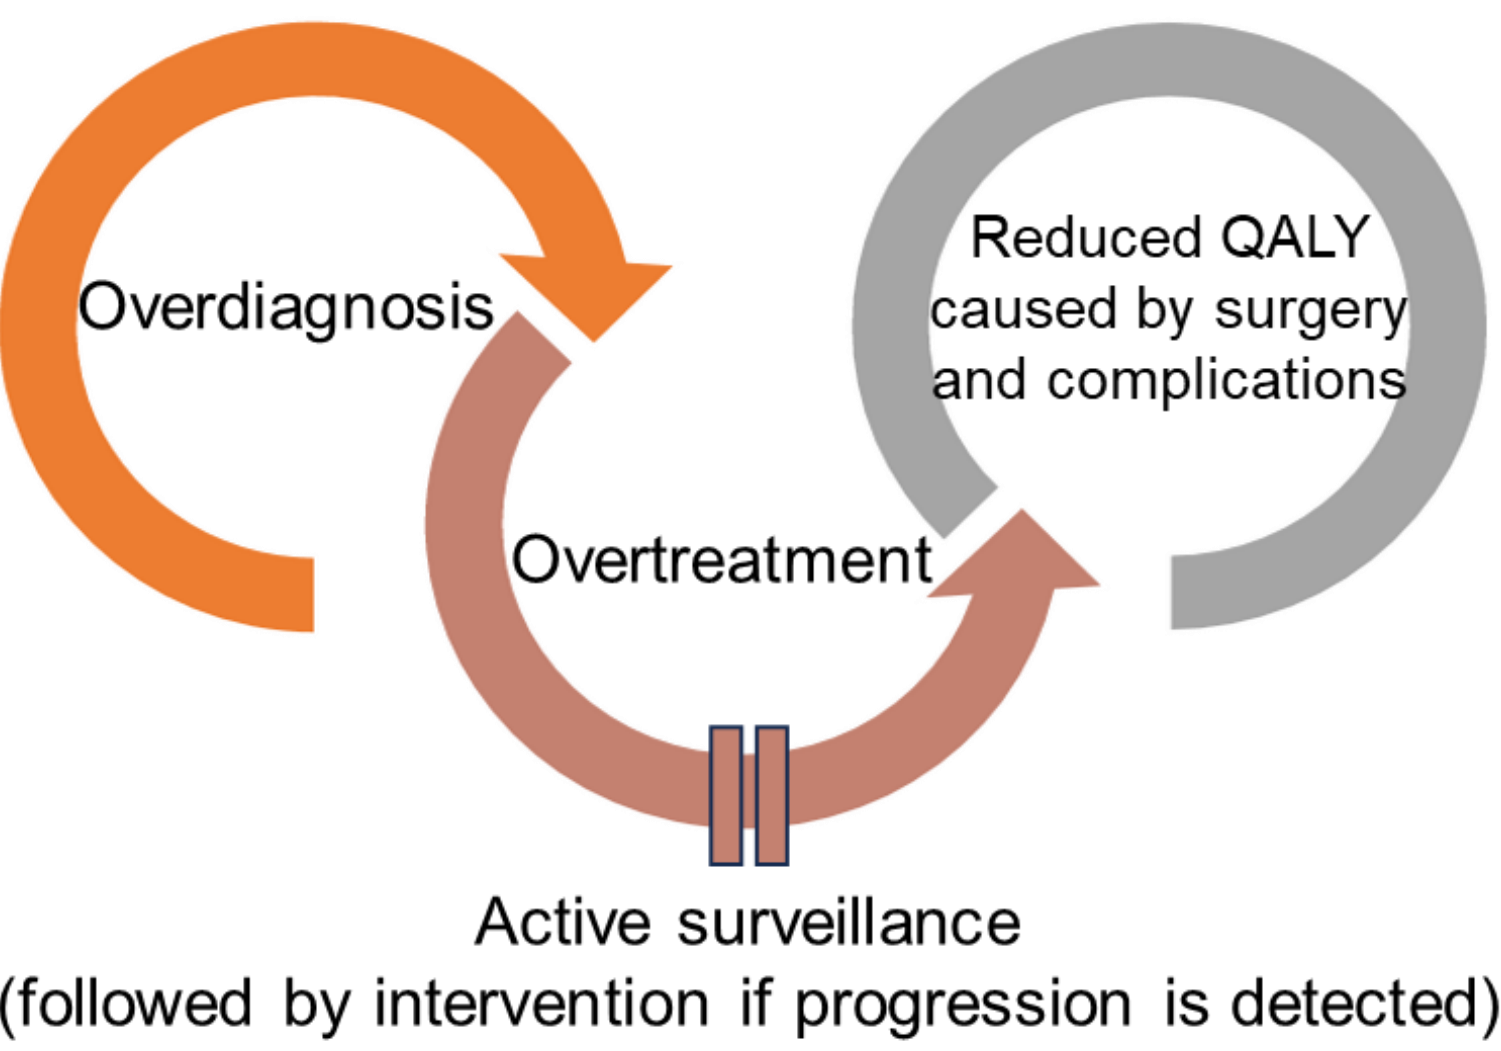 Overdiagnosis
Reduced QALY
caused by surgery
and complications
Overtreatment
Active surveillance
(followed by intervention if progression is detected)